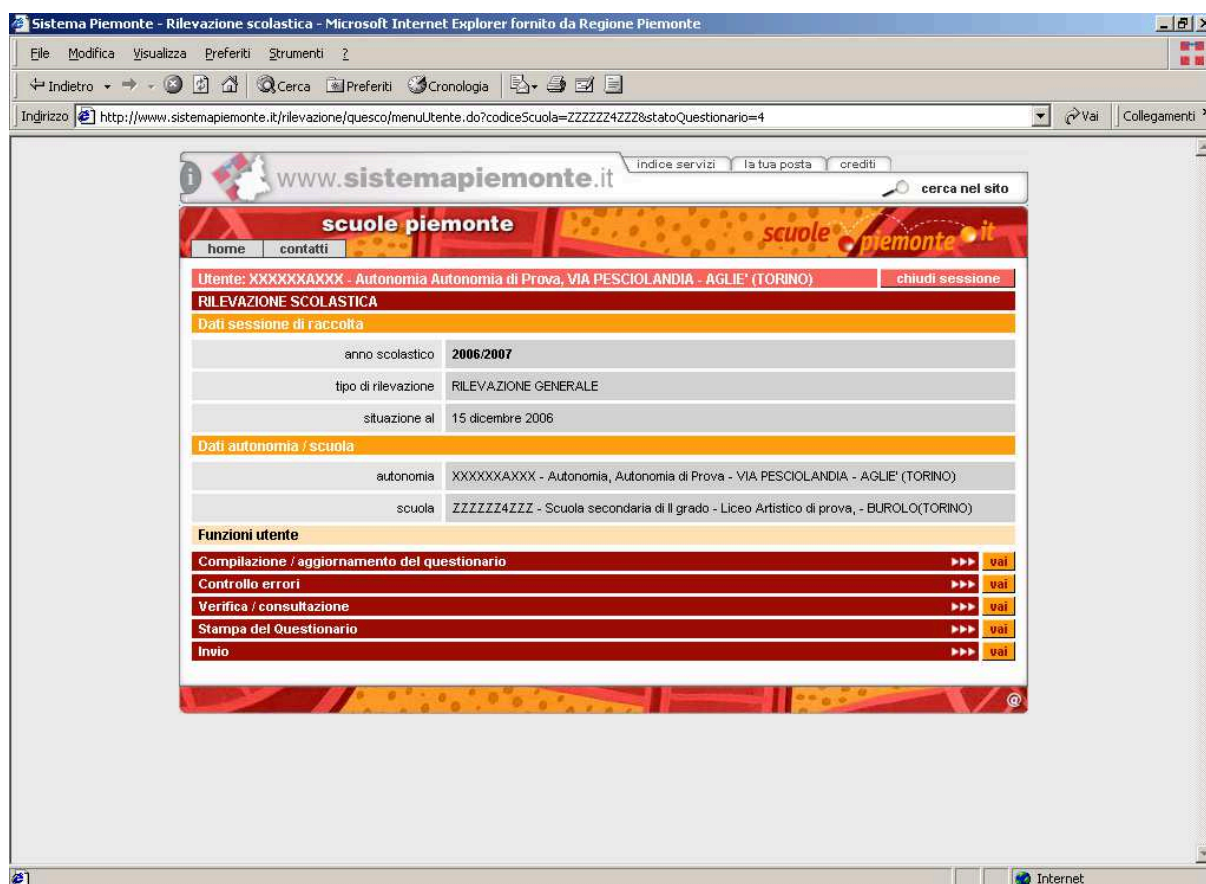 Sistema Piemonte - Rilevazione scolastica - Microsoft Internet Explorer fornito da Regione Piemonte
File Modifica Visualizza Preferiti Strumenti ?
Indietro Cerca Preferiti Cronologia
Indirizzo http://www.sistemapiemonte.it/rilevazione/quesco/menuUtente.do?codiceScuola=ZZZZZZ4ZZZ&statoQuestionario=4 Vai Collegamenti
www.sistemapiemonte.it indice servizi la tua posta crediti
cerca nel sito
scuole piemonte
scuole piemonte it
home contatti
Utente: XXXXXXAXXX - Autonomia Autonomia di Prova, VIA PESCIOLANDIA - AGLIE' (TORINO) chiudi sessione
RILEVAZIONE SCOLASTICA
Dati sessione di raccolta
anno scolastico 2006/2007
tipo di rilevazione RILEVAZIONE GENERALE
situazione al 15 dicembre 2006
Dati autonomia / scuola
autonomia XXXXXXAXXX - Autonomia, Autonomia di Prova - VIA PESCIOLANDIA - AGLIE' (TORINO)
scuola ZZZZZZ4ZZZ - Scuola secondaria di II grado - Liceo Artistico di prova, - BUROLO(TORINO)
Funzioni utente
Compilazione / aggiornamento del questionario vai
Controllo errori vai
Verifica / consultazione vai
Stampa del Questionario vai
Invio vai
@
Internet